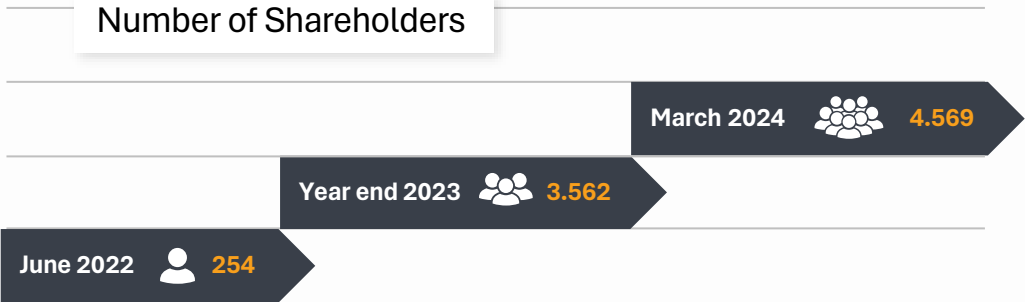 Number of Shareholders
March 2024 4.569
Year end 2023 3.562
June 2022 254